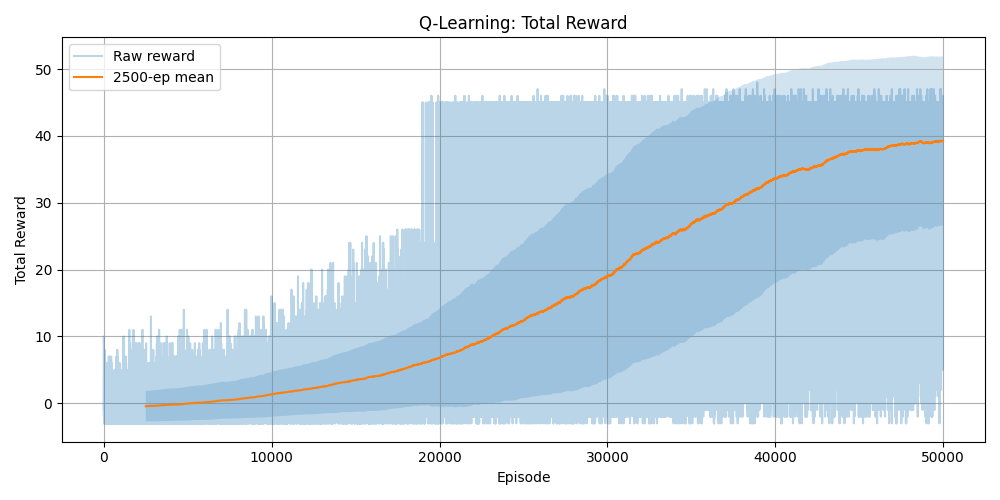 Q-Learning: Total Reward
Raw reward
2500-ep mean
50
40
30
20
10
0
Total Reward
0 10000 20000 30000 40000 50000
Episode